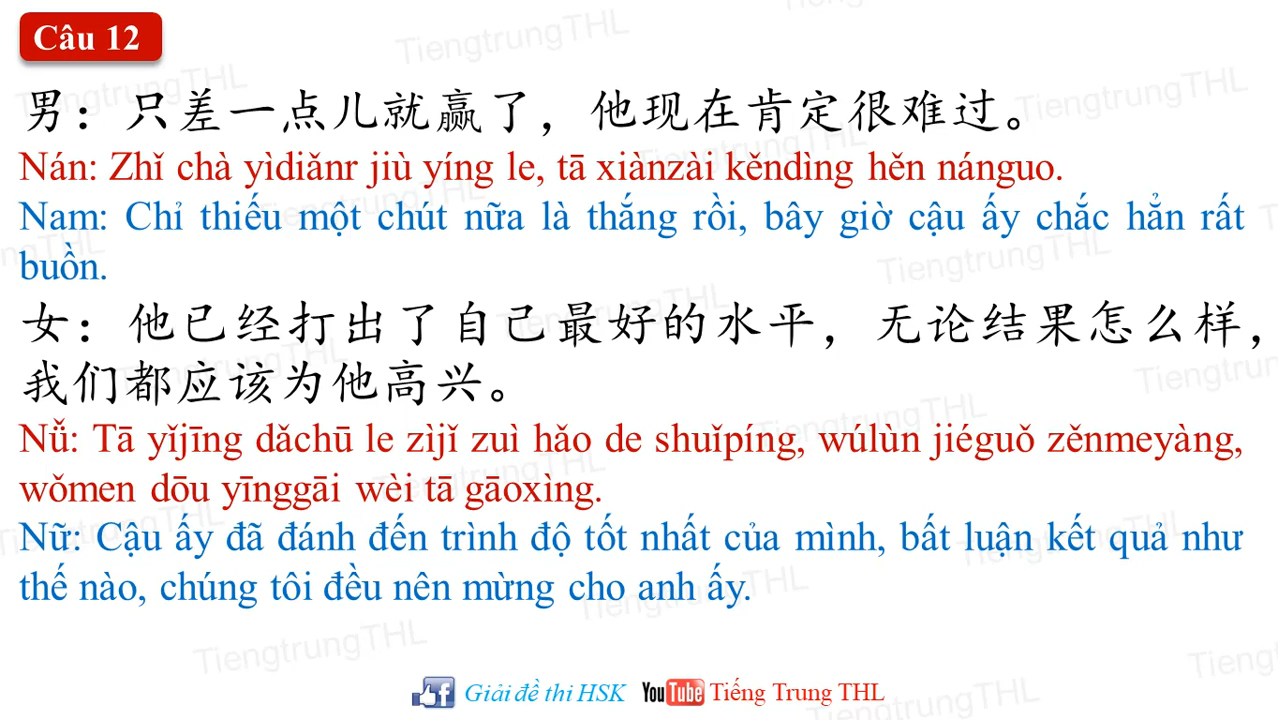 Câu 12
男：只差一点儿就赢了，他现在肯定很难过。
Nán: Zhǐ chà yìdiǎnr jiù yíng le, tā xiànzài kěndìng hěn nánguo.
Nam: Chỉ thiếu một chút nữa là thắng rồi, bây giờ cậu ấy chắc hẳn rất
buồn.
女：他已经打出了自己最好的水平，无论结果怎么样，
我们都应该为他高兴。
Nǚ: Tā yǐjīng dǎchū le zìjǐ zuì hǎo de shuǐpíng, wúlùn jiéguǒ zěnmeyàng,
wǒmen dōu yīnggāi wèi tā gāoxìng.
Nữ: Cậu ấy đã đánh đến trình độ tốt nhất của mình, bất luận kết quả như
thế nào, chúng tôi đều nên mừng cho anh ấy.
Giải đề thi HSK YouTube Tiếng Trung THL
TiengtrungTHL